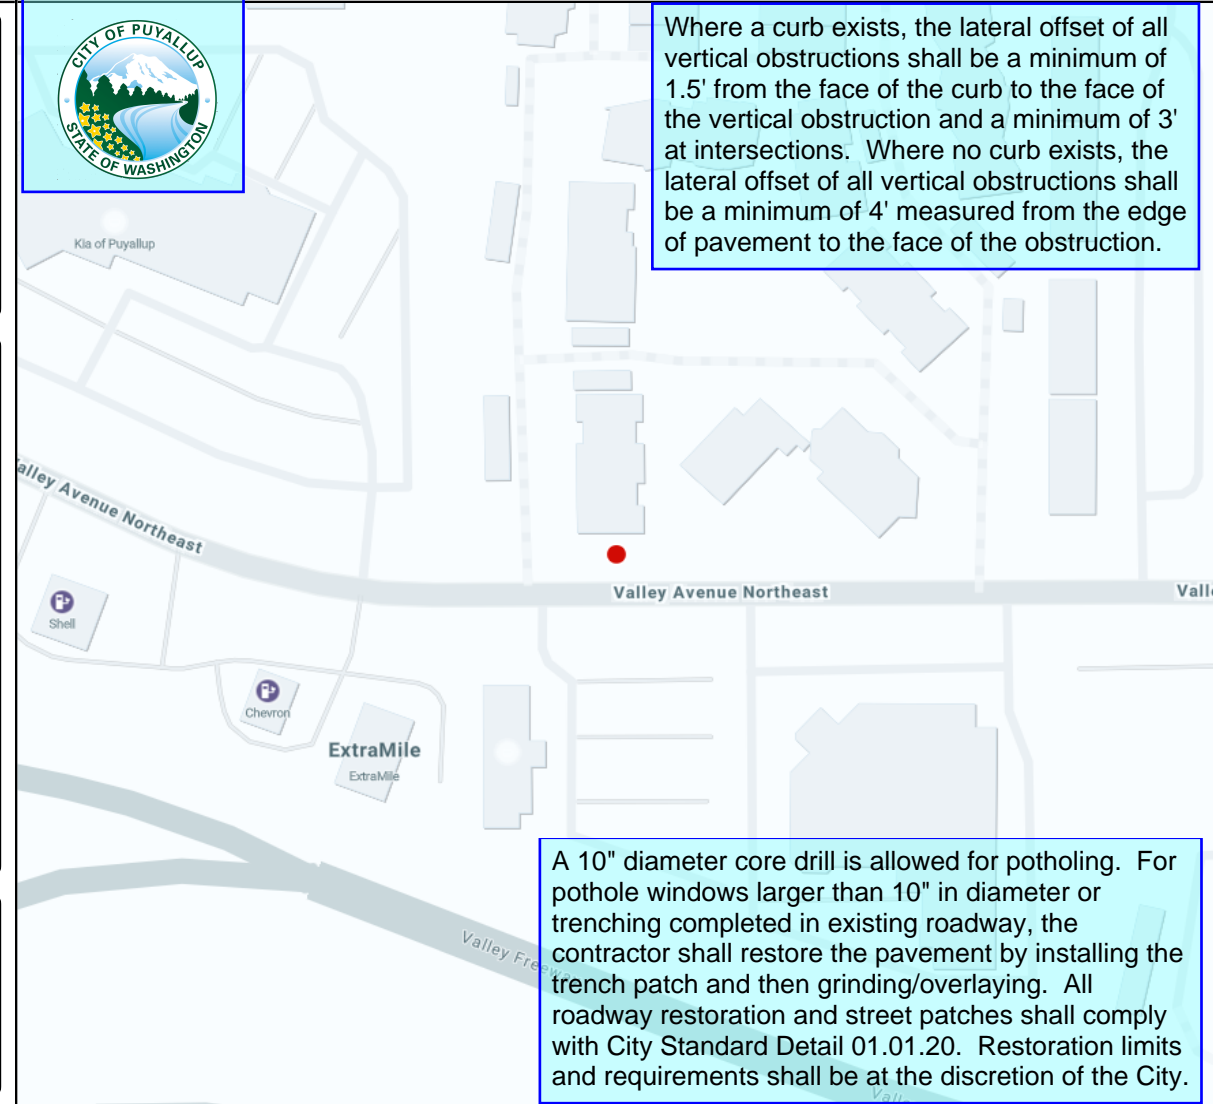 CITY OF PUYALLUP
STATE OF WASHINGTON
Where a curb exists, the lateral offset of all
vertical obstructions shall be a minimum of
1.5' from the face of the curb to the face of
the vertical obstruction and a minimum of 3'
at intersections.  Where no curb exists, the
lateral offset of all vertical obstructions shall
be a minimum of 4' measured from the edge
of pavement to the face of the obstruction.
Kia of Puyallup
alley Avenue Northeast
Valley Avenue Northeast
Valle
Shell
Chevron
ExtraMile
ExtraMile
A 10" diameter core drill is allowed for potholing.  For
pothole windows larger than 10" in diameter or
trenching completed in existing roadway, the
contractor shall restore the pavement by installing the
trench patch and then grinding/overlaying.  All
roadway restoration and street patches shall comply
with City Standard Detail 01.01.20.  Restoration limits
and requirements shall be at the discretion of the City.
Valley Freeway